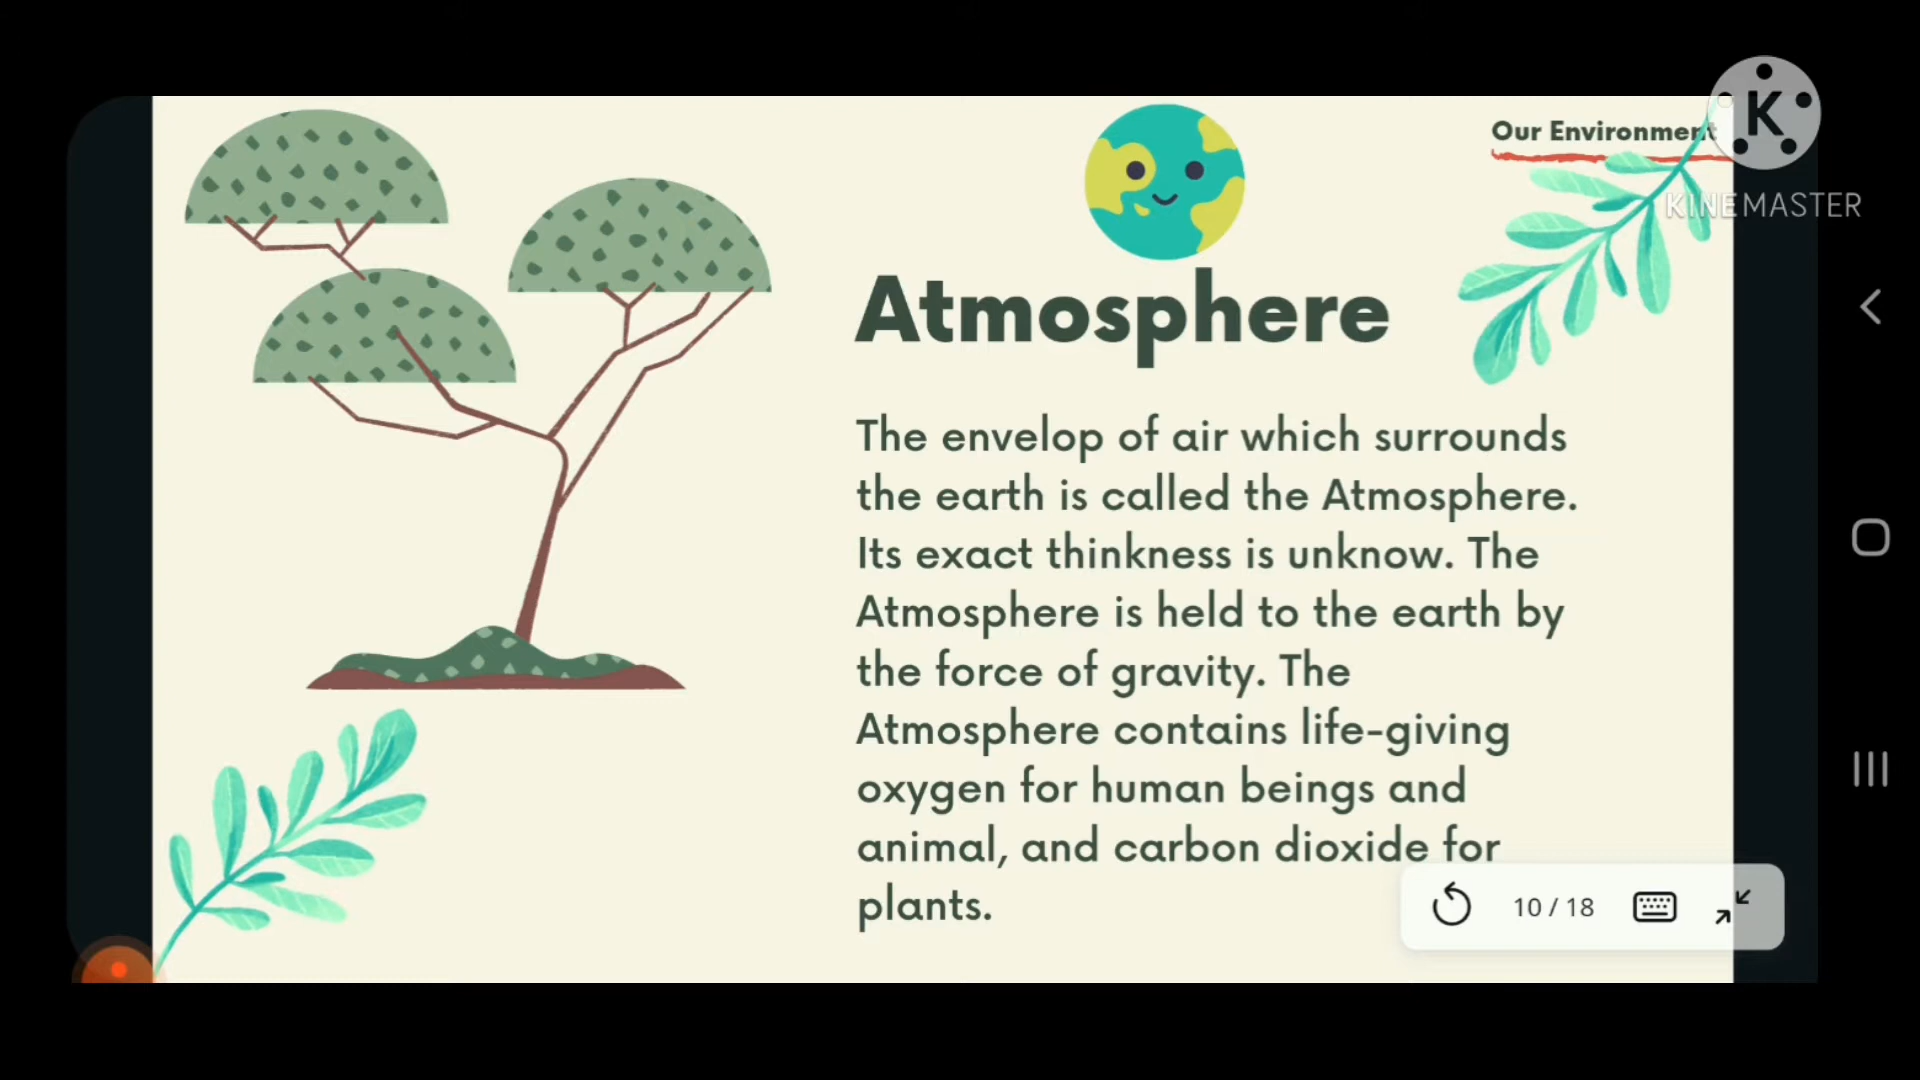 Our Environment
K
KINEMASTER
Atmosphere
The envelop of air which surrounds
the earth is called the Atmosphere.
Its exact thinkness is unknow. The
Atmosphere is held to the earth by
the force of gravity. The
Atmosphere contains life-giving
oxygen for human beings and
animal, and carbon dioxide for
plants.
10 / 18